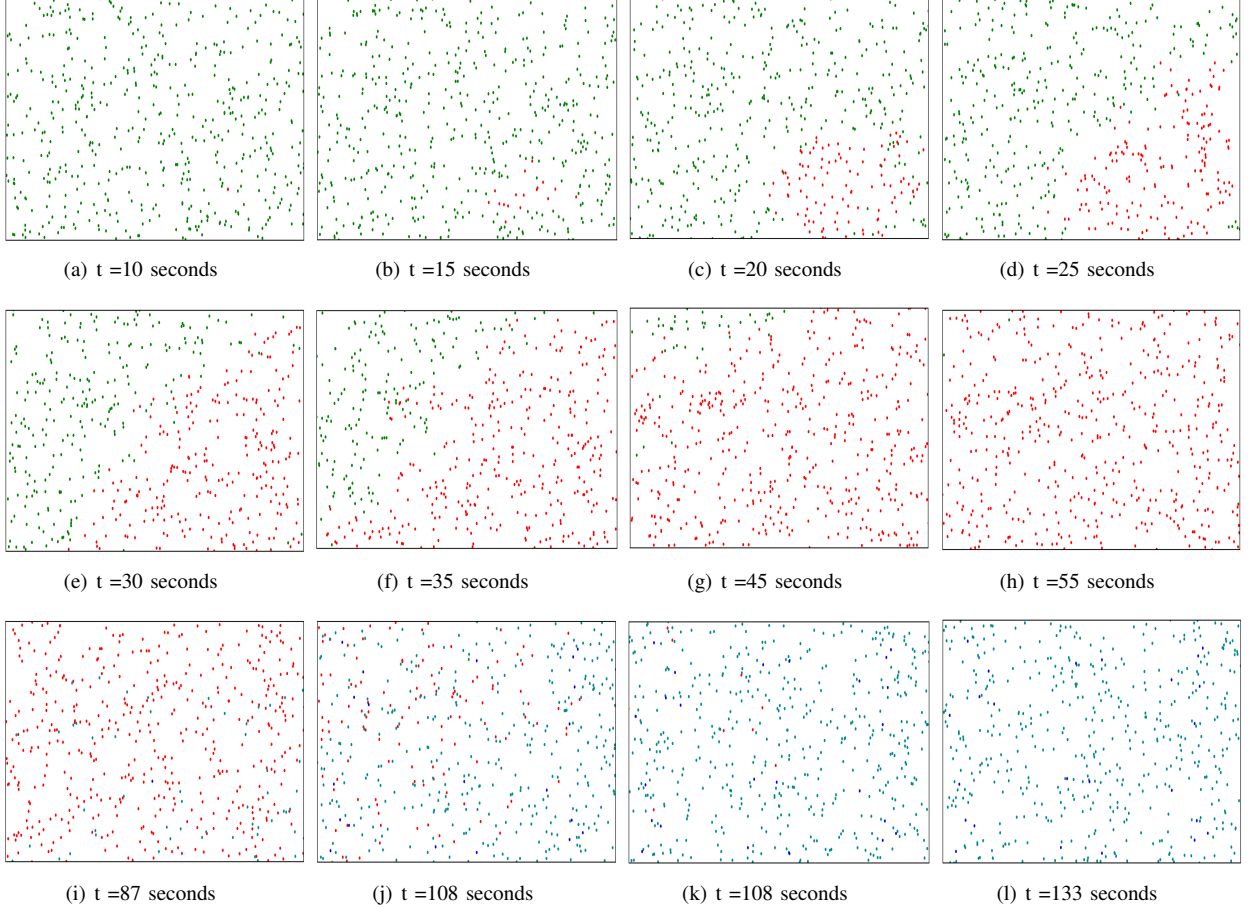 (a) t =10 seconds
(b) t =15 seconds
(c) t =20 seconds
(d) t =25 seconds
(e) t =30 seconds
(f) t =35 seconds
(g) t =45 seconds
(h) t =55 seconds
(i) t =87 seconds
(j) t =108 seconds
(k) t =108 seconds
(l) t =133 seconds